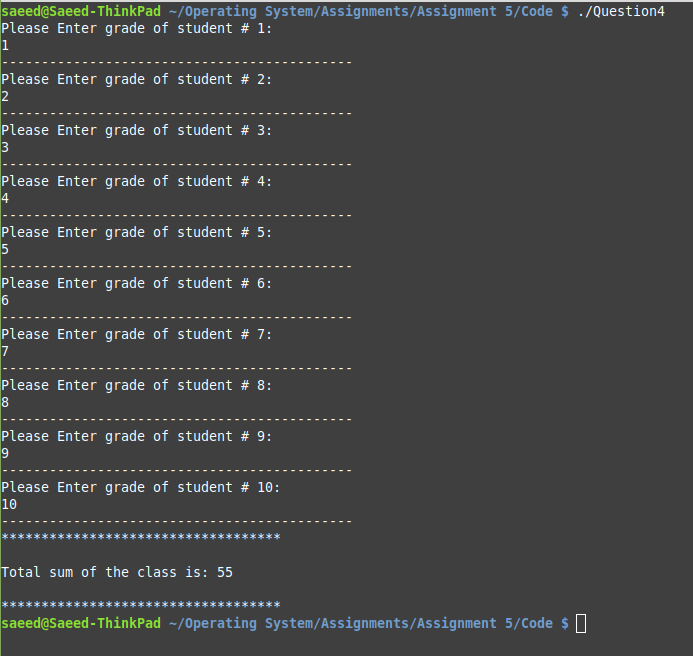 saeed@Saeed-ThinkPad ~/Operating System/Assignments/Assignment 5/Code $ ./Question4
Please Enter grade of student # 1:
1
--------------------------------------------
Please Enter grade of student # 2:
2
--------------------------------------------
Please Enter grade of student # 3:
3
--------------------------------------------
Please Enter grade of student # 4:
4
--------------------------------------------
Please Enter grade of student # 5:
5
--------------------------------------------
Please Enter grade of student # 6:
6
--------------------------------------------
Please Enter grade of student # 7:
7
--------------------------------------------
Please Enter grade of student # 8:
8
--------------------------------------------
Please Enter grade of student # 9:
9
--------------------------------------------
Please Enter grade of student # 10:
10
--------------------------------------------
***********************************
Total sum of the class is: 55
***********************************
saeed@Saeed-ThinkPad ~/Operating System/Assignments/Assignment 5/Code $